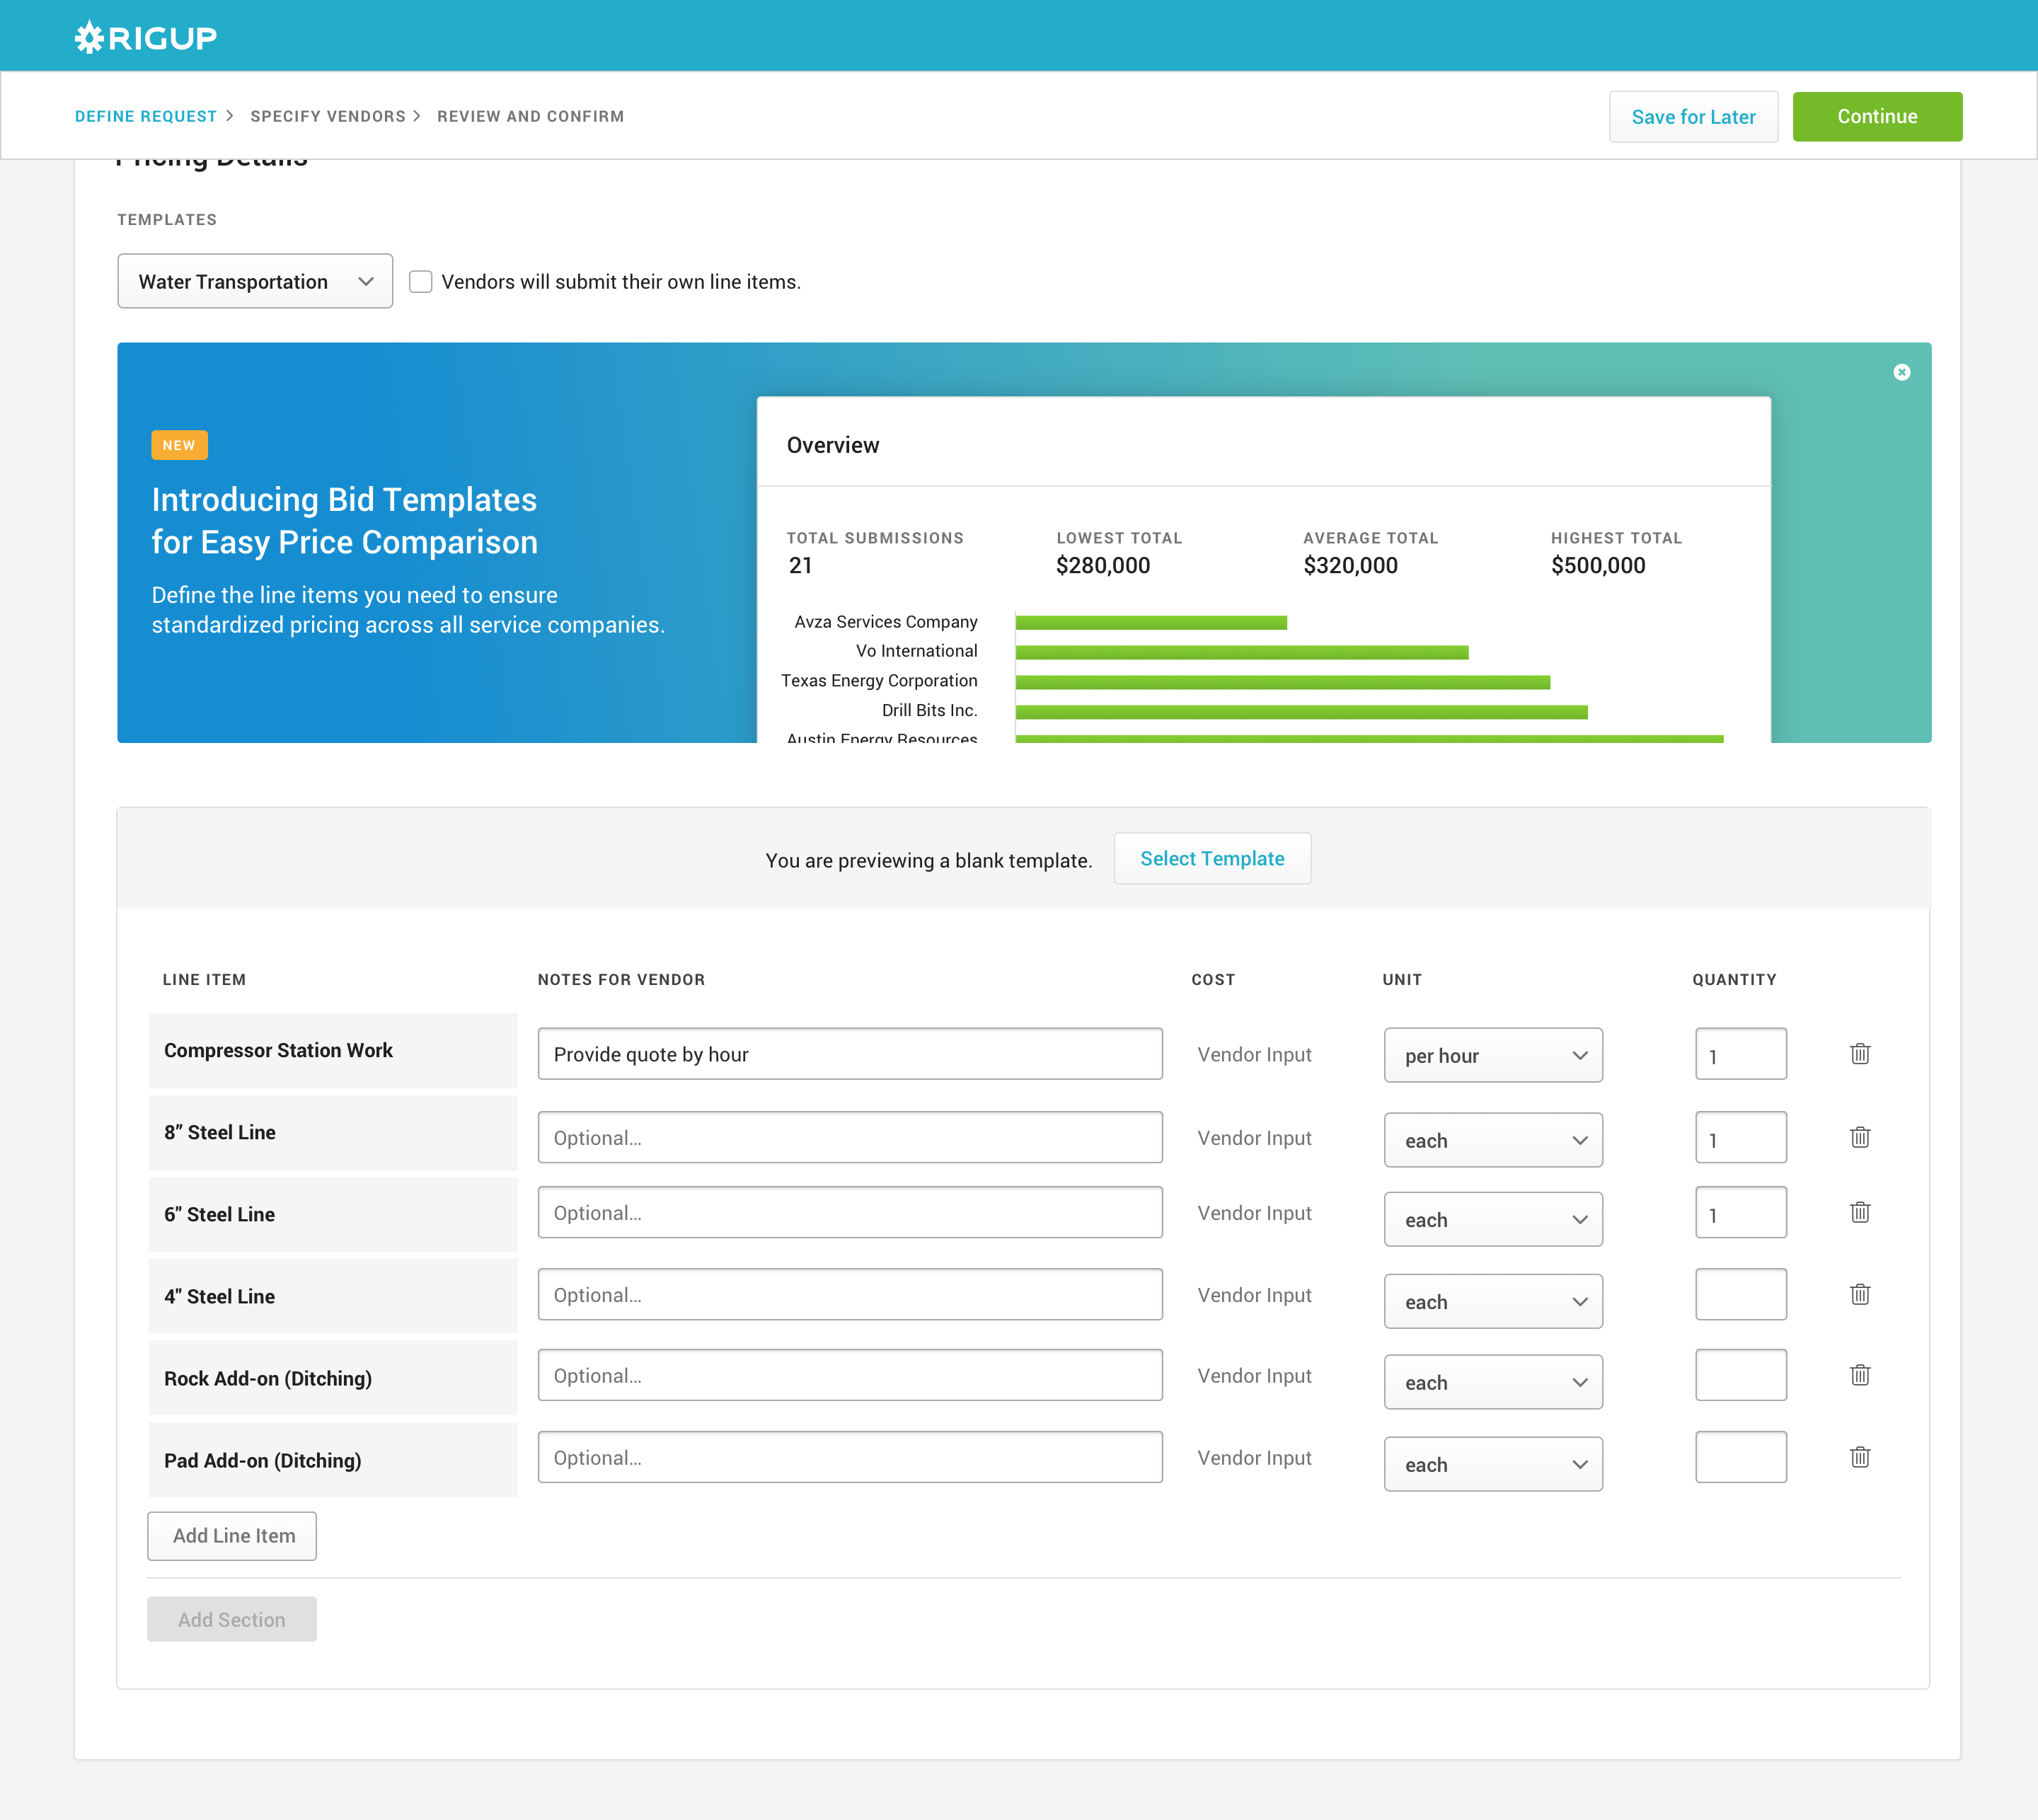 RIGUP
DEFINE REQUEST > SPECIFY VENDORS > REVIEW AND CONFIRM
Save for Later
Continue
Pricing Details
TEMPLATES
Water Transportation
Vendors will submit their own line items.
NEW
Introducing Bid Templates
for Easy Price Comparison
Define the line items you need to ensure
standardized pricing across all service companies.
Overview
TOTAL SUBMISSIONS LOWEST TOTAL AVERAGE TOTAL HIGHEST TOTAL
21 $280,000 $320,000 $500,000
Avza Services Company
Vo International
Texas Energy Corporation
Drill Bits Inc.
Austin Energy Resources
You are previewing a blank template. Select Template
LINE ITEM NOTES FOR VENDOR COST UNIT QUANTITY
Compressor Station Work Provide quote by hour Vendor Input per hour 1
8” Steel Line Optional... Vendor Input each 1
6” Steel Line Optional... Vendor Input each 1
4" Steel Line Optional... Vendor Input each
Rock Add-on (Ditching) Optional... Vendor Input each
Pad Add-on (Ditching) Optional... Vendor Input each
Add Line Item
Add Section